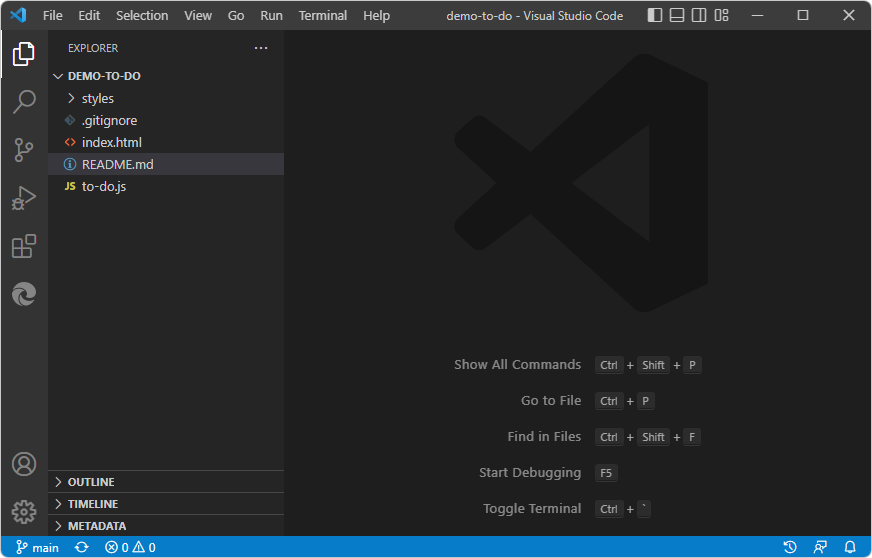 File Edit Selection View Go Run Terminal Help demo-to-do - Visual Studio Code
EXPLORER
DEMO-TO-DO
styles
.gitignore
index.html
README.md
JS to-do.js
Show All Commands Ctrl + Shift + P
Go to File Ctrl + P
Find in Files Ctrl + Shift + F
Start Debugging F5
Toggle Terminal Ctrl + `
OUTLINE
TIMELINE
METADATA
main 0 0